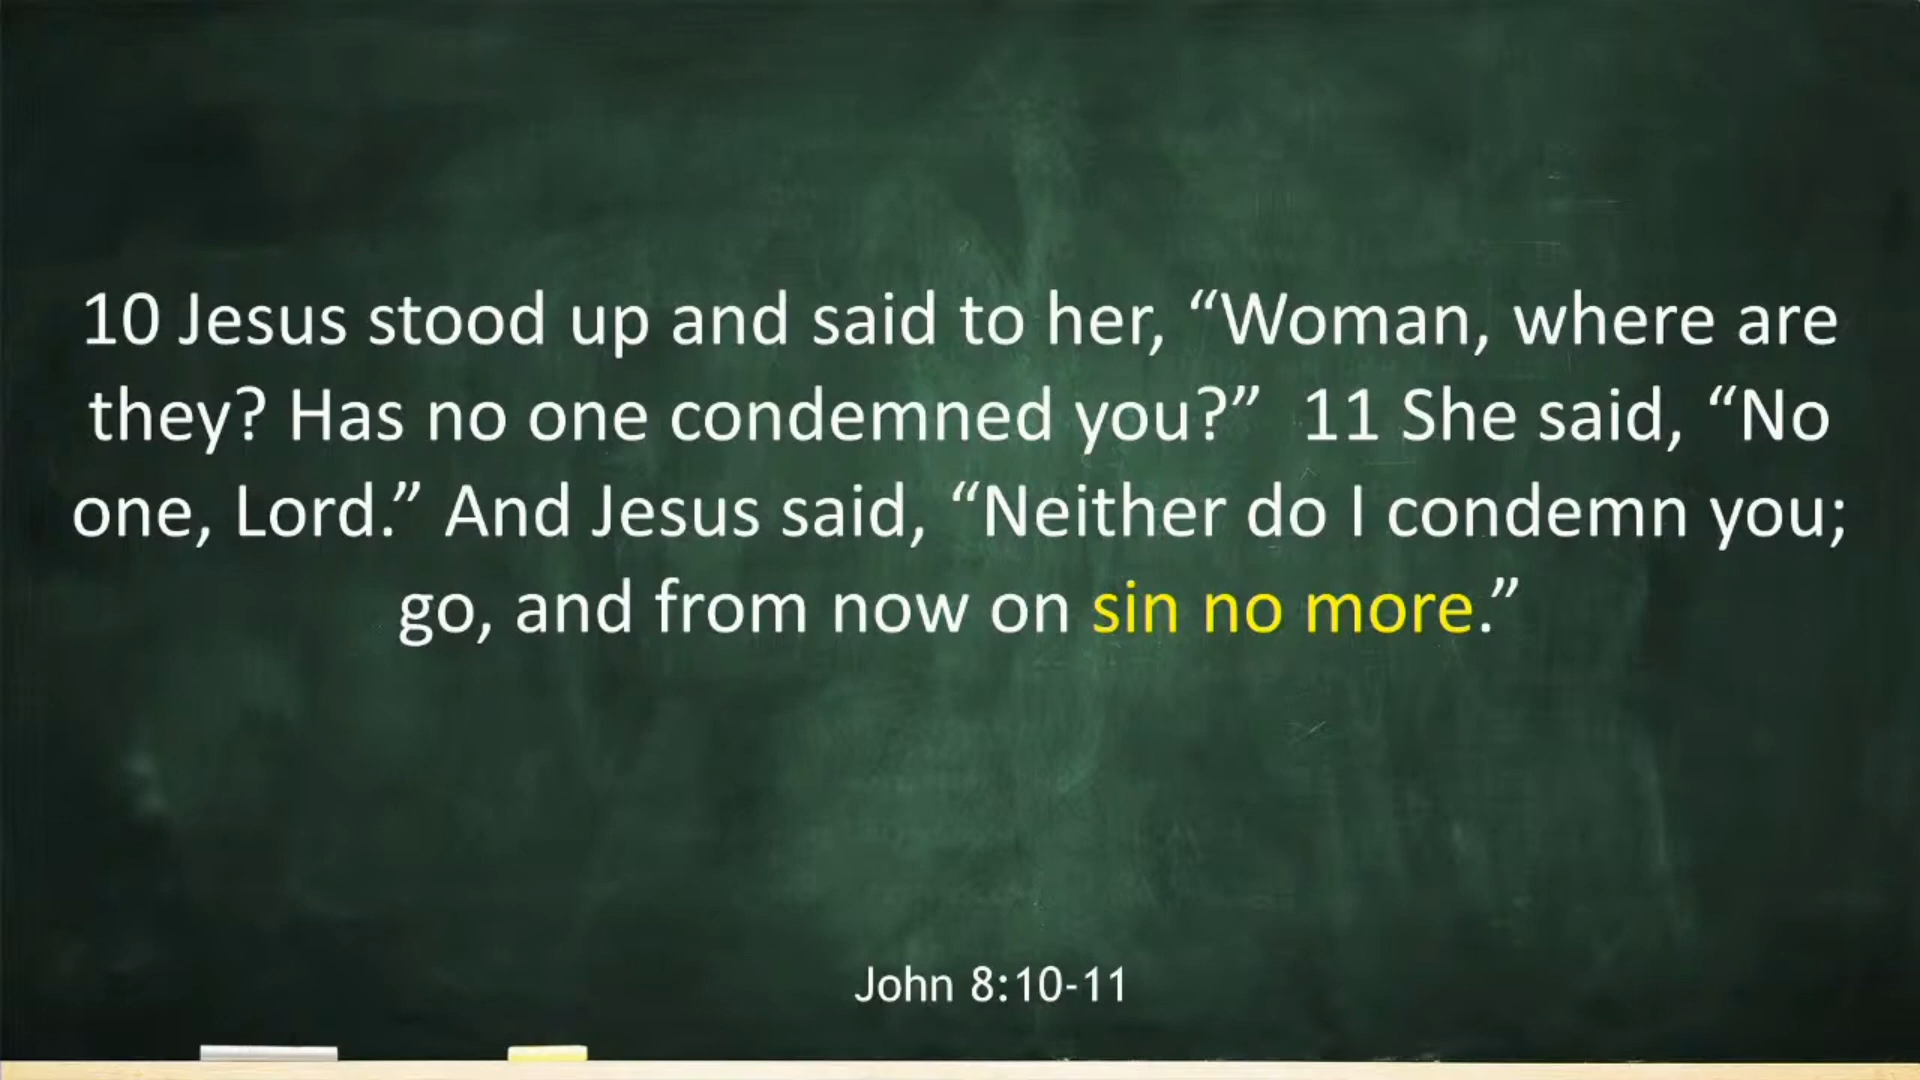 10 Jesus stood up and said to her, “Woman, where are
they? Has no one condemned you?”  11 She said, “No
one, Lord.” And Jesus said, “Neither do I condemn you;
go, and from now on sin no more.”
John 8:10-11